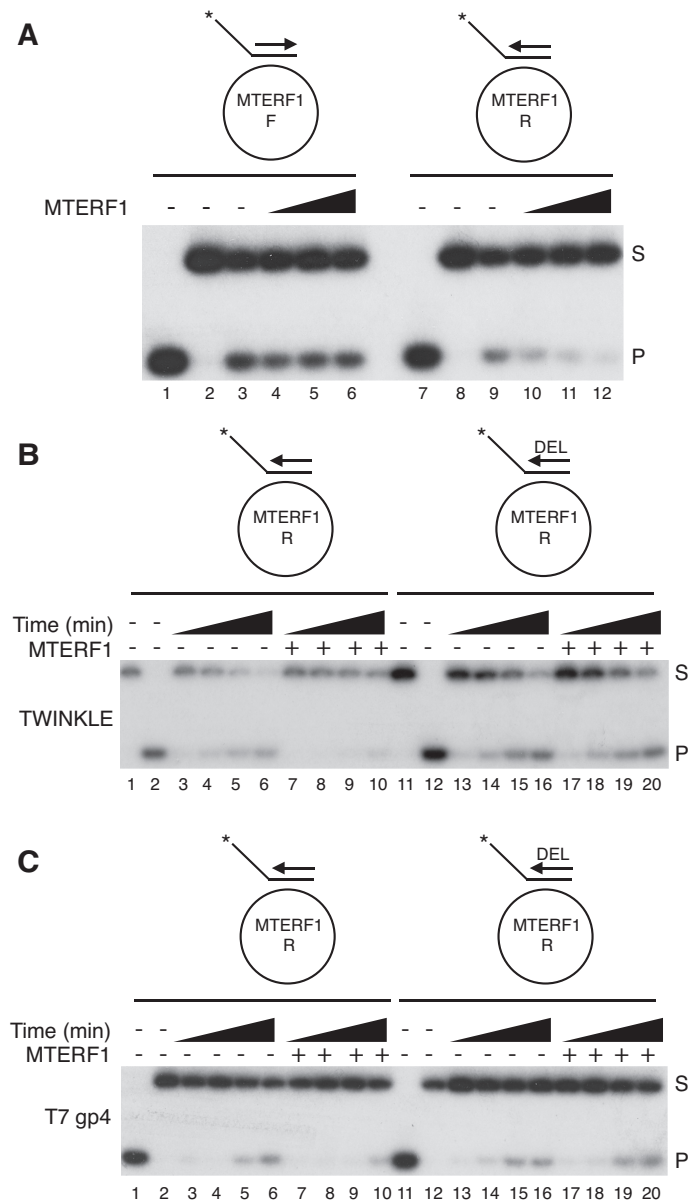 A
* *
MTERF1 MTERF1
F R
MTERF1 - - - - - -
S
P
1 2 3 4 5 6 7 8 9 10 11 12
B
* *
DEL
MTERF1 MTERF1
R R
Time (min) - - - -
MTERF1 - - - - - - + + + + - - - - - - + + + +
S
TWINKLE
P
1 2 3 4 5 6 7 8 9 10 11 12 13 14 15 16 17 18 19 20
C
* *
DEL
MTERF1 MTERF1
R R
Time (min) - - - -
MTERF1 - - - - - - + + + + - - - - - - + + + +
S
T7 gp4
P
1 2 3 4 5 6 7 8 9 10 11 12 13 14 15 16 17 18 19 20